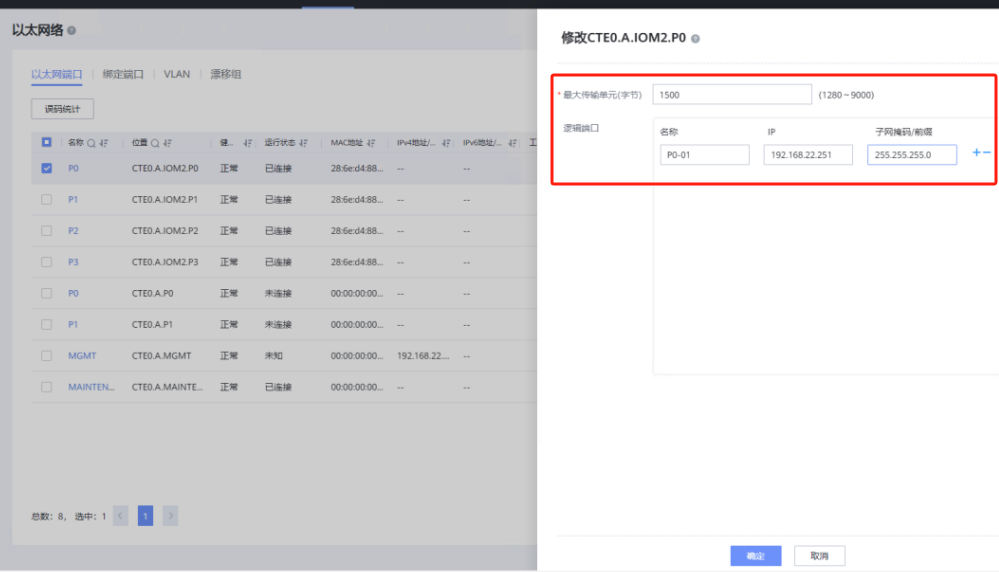 以太网络
以太网端口 绑定端口 VLAN 漂移组
误码统计
名称 位置 健... 运行状态 MAC地址 IPv4地址/... IPv6地址/... 工
P0 CTE0.A.IOM2.P0 正常 已连接 28:6e:d4:88... -- --
P1 CTE0.A.IOM2.P1 正常 已连接 28:6e:d4:88... -- --
P2 CTE0.A.IOM2.P2 正常 已连接 28:6e:d4:88... -- --
P3 CTE0.A.IOM2.P3 正常 已连接 28:6e:d4:88... -- --
P0 CTE0.A.P0 正常 未连接 00:00:00:00... -- --
P1 CTE0.A.P1 正常 未连接 00:00:00:00... -- --
MGMT CTE0.A.MGMT 正常 未知 00:00:00:00... 192.168.22.... --
MAINTEN... CTE0.A.MAINTE... 正常 已连接 00:00:00:00... -- --
总数: 8, 选中: 1 < 1 >
修改CTE0.A.IOM2.P0
* 最大传输单元(字节) 1500 (1280 ~ 9000)
逻辑端口
名称 IP 子网掩码/前缀
P0-01 192.168.22.251 255.255.255.0
确定 取消